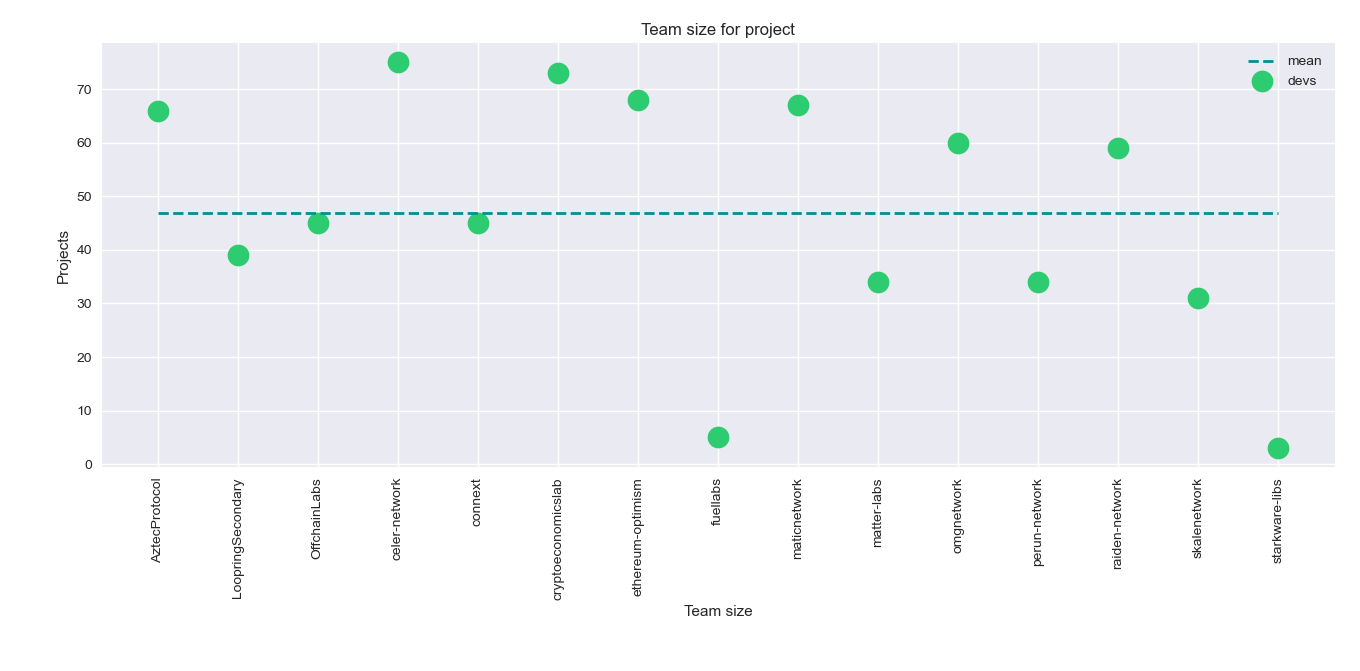 Team size for project
mean
devs
Projects
70
60
50
40
30
20
10
0
AztecProtocol
LoopringSecondary
OffchainLabs
celer-network
connext
cryptoeconomicslab
ethereum-optimism
fuellabs
maticnetwork
matter-labs
omgnetwork
perun-network
raiden-network
skalenetwork
starkware-libs
Team size